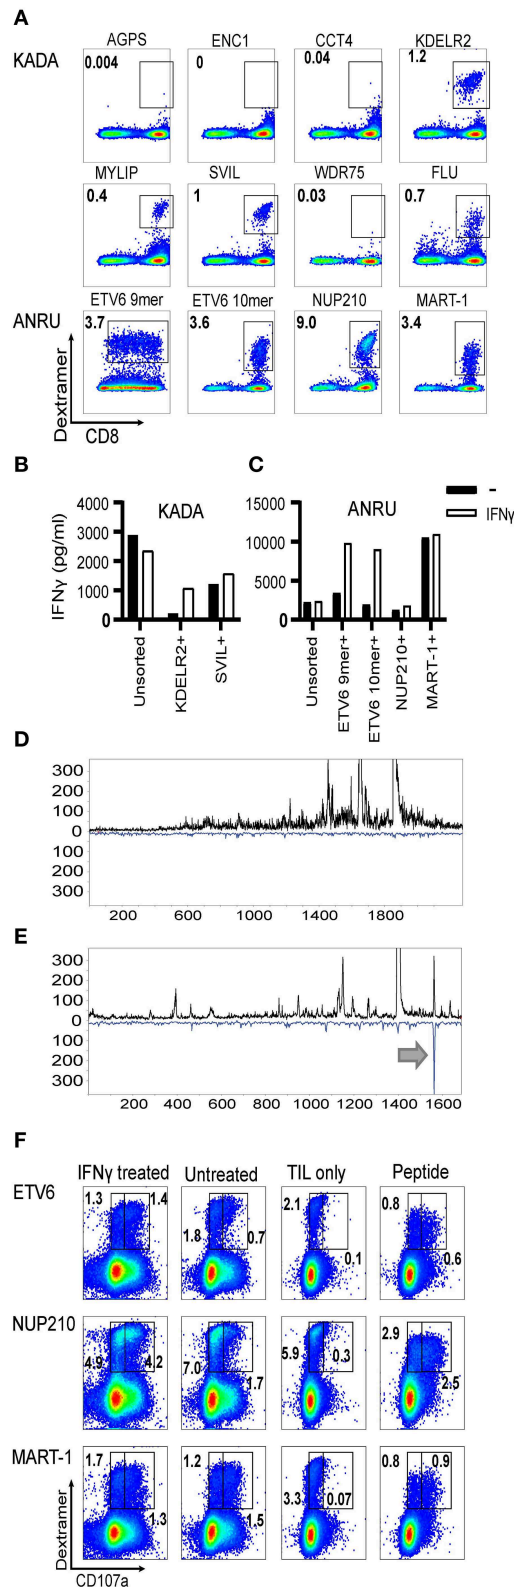 A
AGPS ENC1 CCT4 KDELR2
KADA
0.004 0 0.04 1.2
MYLIP SVIL WDR75 FLU
0.4 1 0.03 0.7
ETV6 9mer ETV6 10mer NUP210 MART-1
ANRU
3.7 3.6 9.0 3.4
Dextramer
CD8
B C
KADA ANRU
-
IFNγ
IFNγ (pg/ml)
4000 15000
3000
10000
2000
5000
1000
0 0
Unsorted KDELR2+ SVIL+
Unsorted ETV6 9mer+ ETV6 10mer+ NUP210+ MART-1+
D
300
200
100
0
100
200
300
200 600 1000 1400 1800
E
300
200
100
0
100
200
300
200 400 600 800 1000 1200 1400 1600
F
IFNγ treated Untreated TIL only Peptide
ETV6
1.3 1.4 1.8 0.7 2.1 0.1 0.8 0.6
NUP210
4.9 4.2 7.0 1.7 5.9 0.3 2.9 2.5
MART-1
1.7 1.3 1.2 1.5 3.3 0.07 0.8 0.9
Dextramer
CD107a